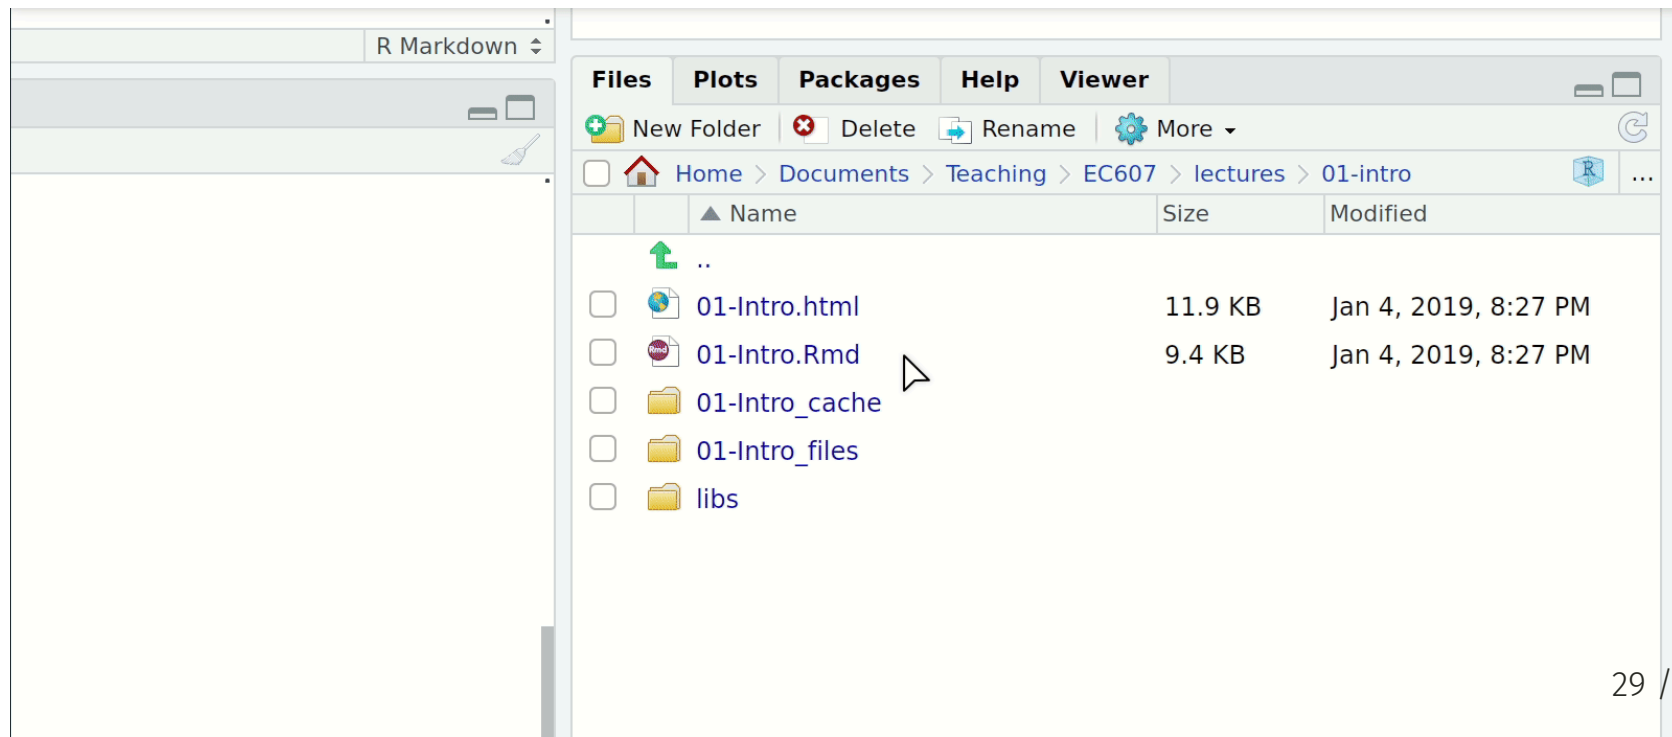 R Markdown
Files Plots Packages Help Viewer
New Folder Delete Rename More
Home > Documents > Teaching > EC607 > lectures > 01-intro R ...
Name Size Modified
..
01-Intro.html 11.9 KB Jan 4, 2019, 8:27 PM
Rmd 01-Intro.Rmd 9.4 KB Jan 4, 2019, 8:27 PM
01-Intro_cache
01-Intro_files
libs
29 /